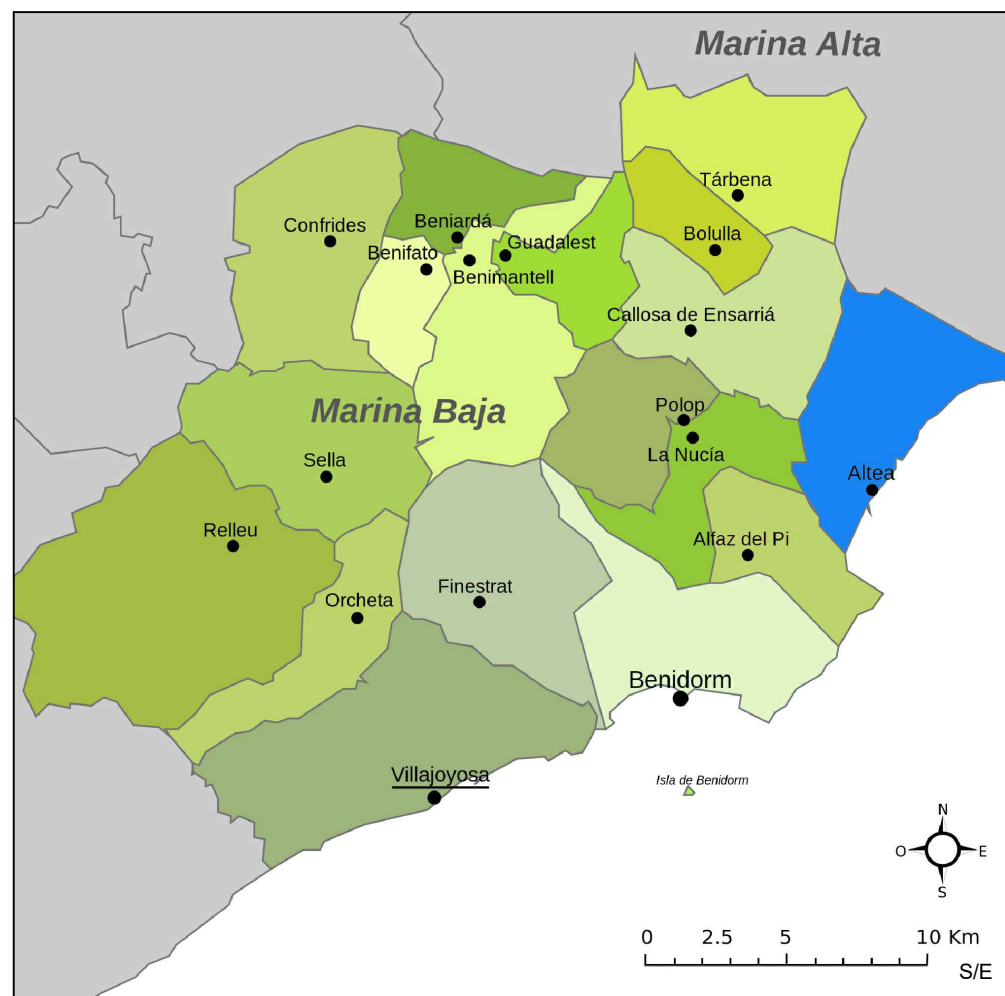 Marina Alta
Tárbena
Confrides
Beniardá
Bolulla
Guadalest
Benifato
Benimantell
Callosa de Ensarriá
Marina Baja
Polop
La Nucía
Sella
Altea
Relleu
Alfaz del Pi
Finestrat
Orcheta
Benidorm
Villajoyosa
Isla de Benidorm
N
O
E
S
0 2.5 5 10 Km
S/E